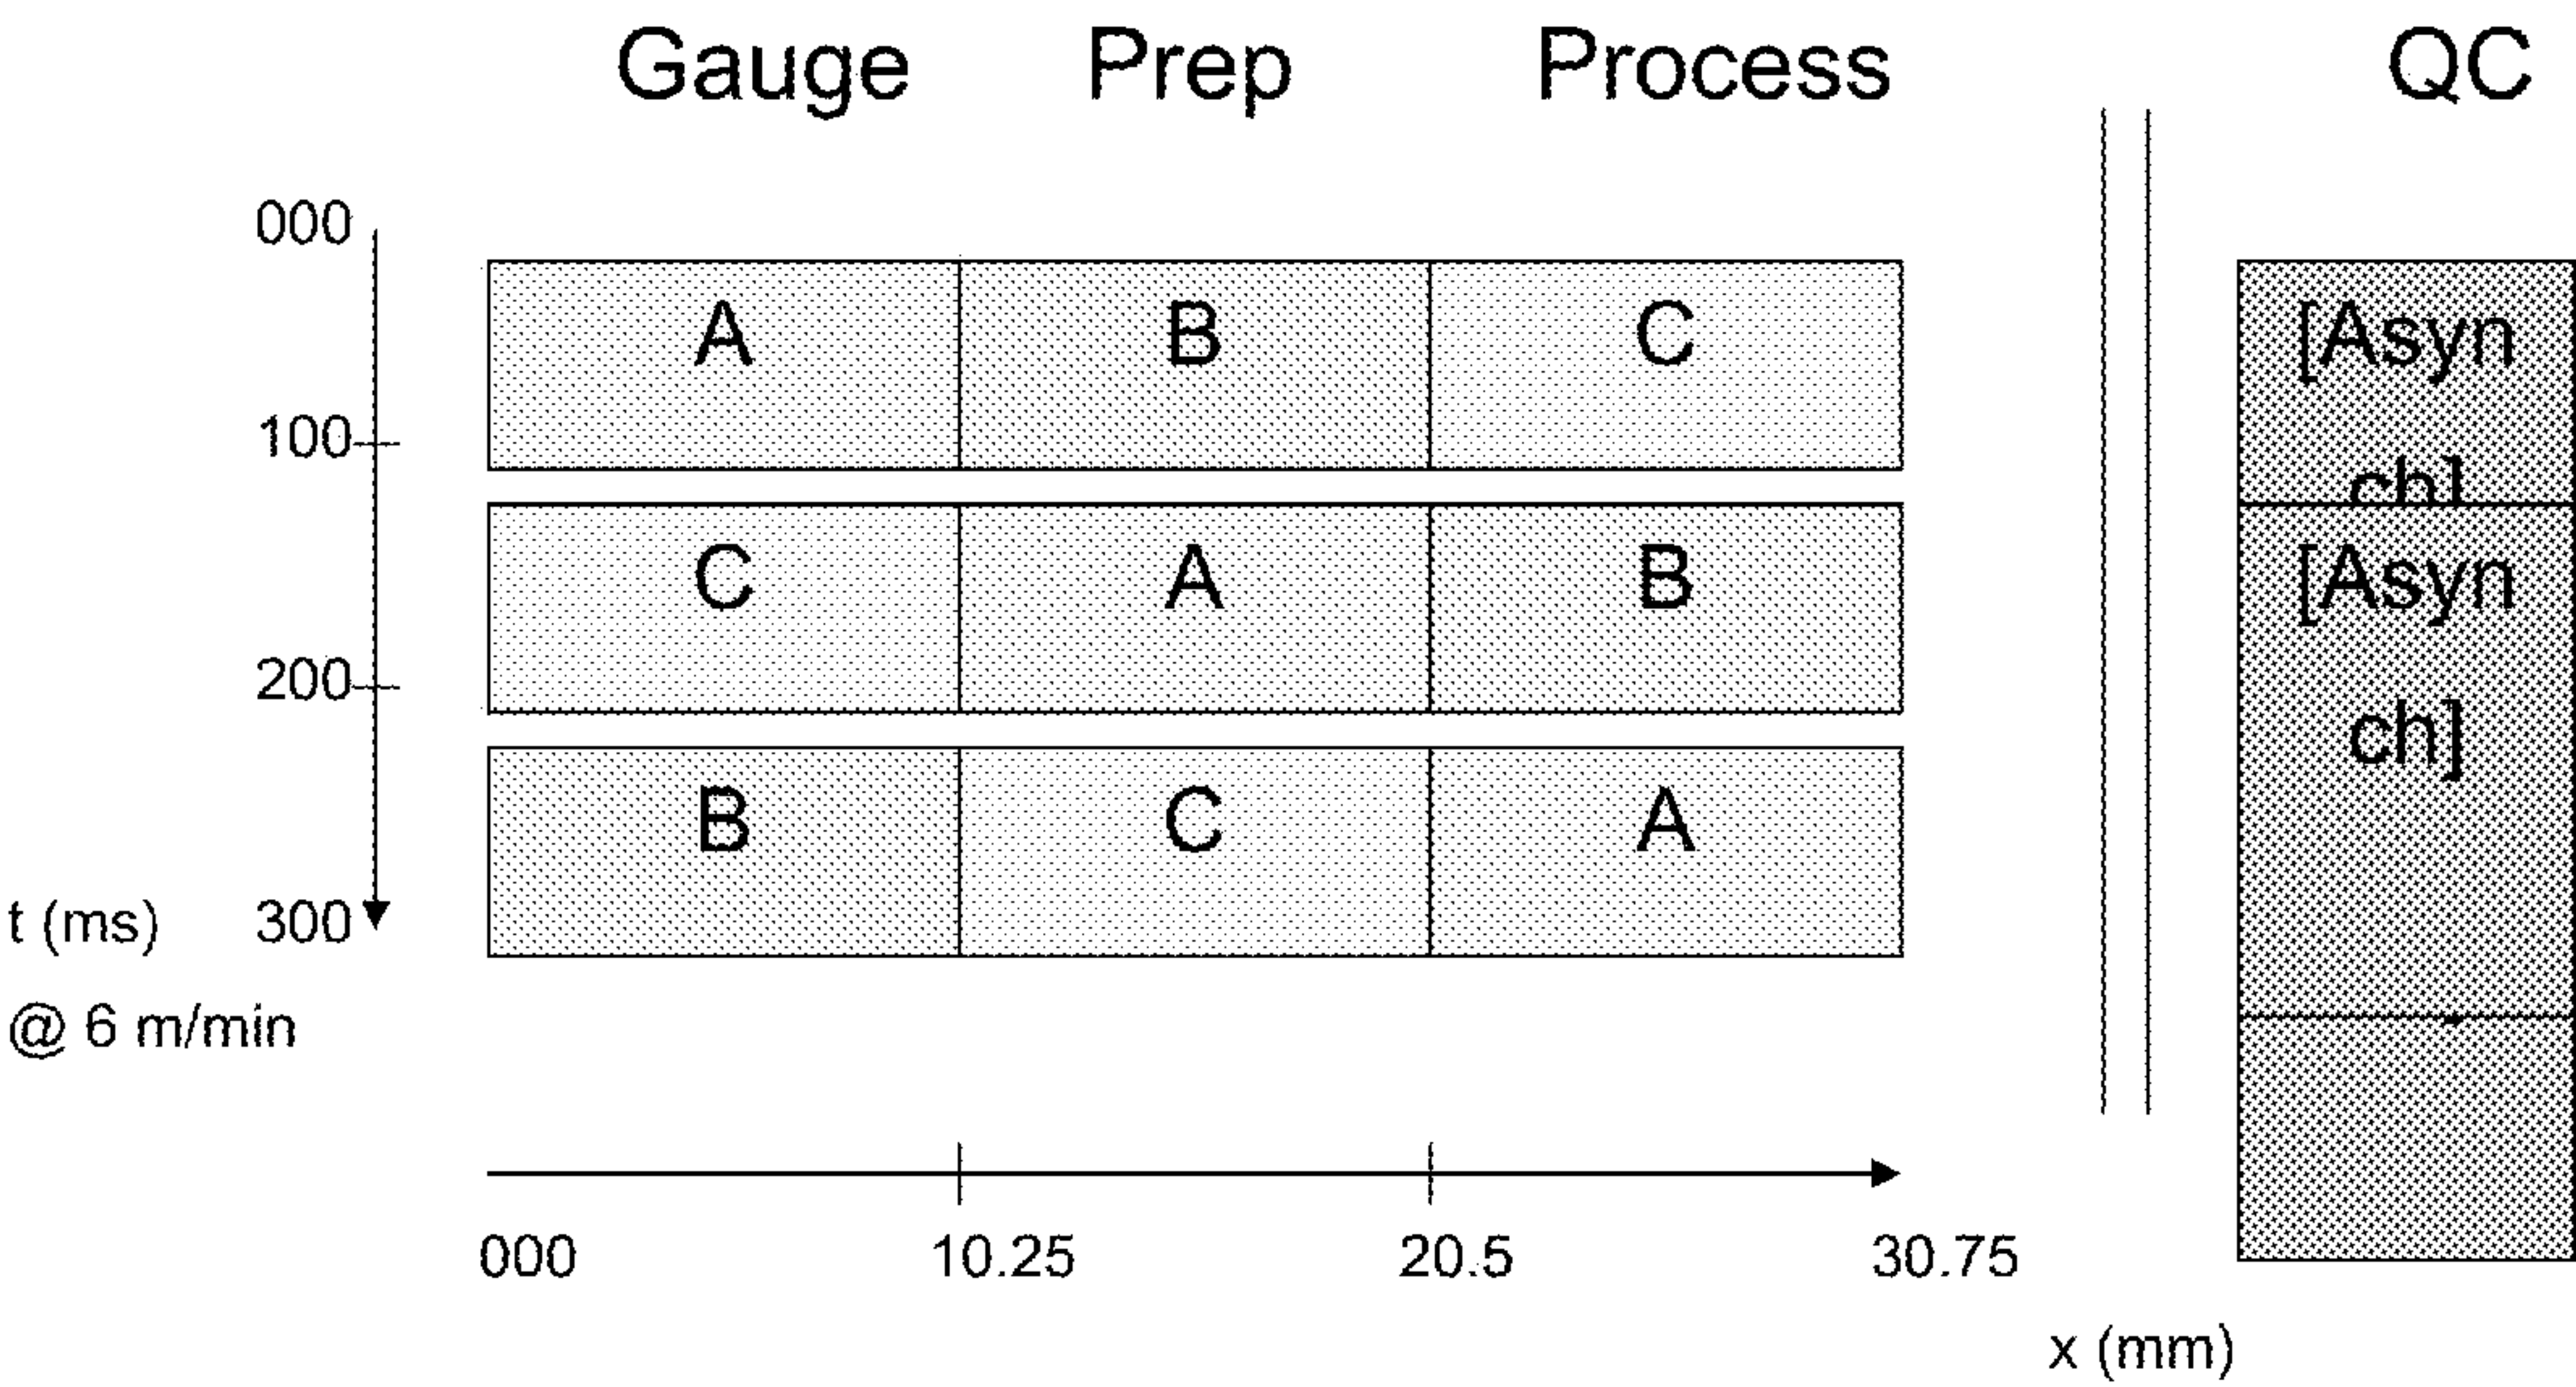 Gauge Prep Process QC
000
A B C [Asyn
100
ch]
C A B [Asyn
200
ch]
B C A
t (ms) 300
@ 6 m/min
000 10.25 20.5 30.75
x (mm)